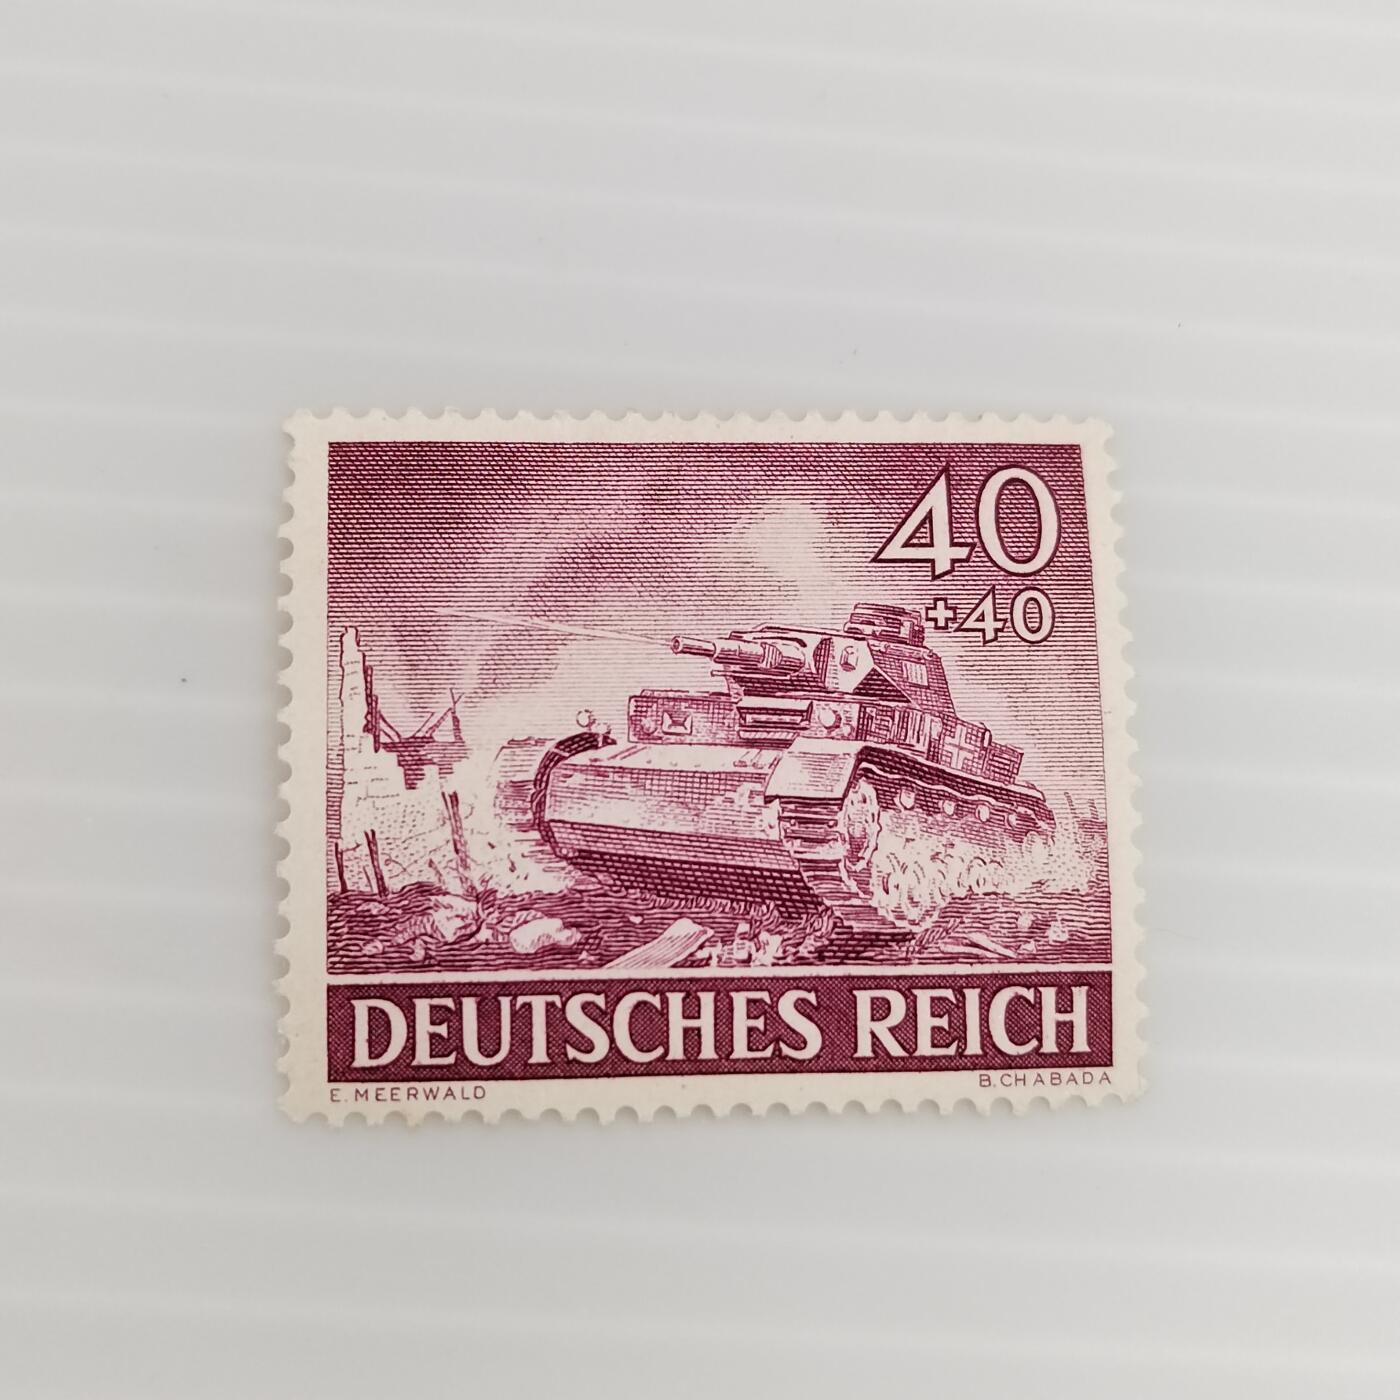 40
+40
DEUTSCHES REICH
E. MEERWALD
B. CHABADA